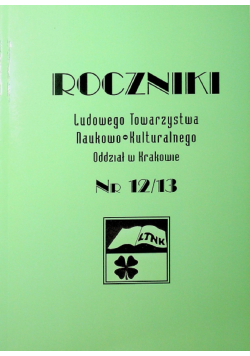 ROCZNIKI
Ludowego Towarzystwa
Naukowo•Kulturalnego
Oddział w Krakowie
Nr 12/13
LTNK